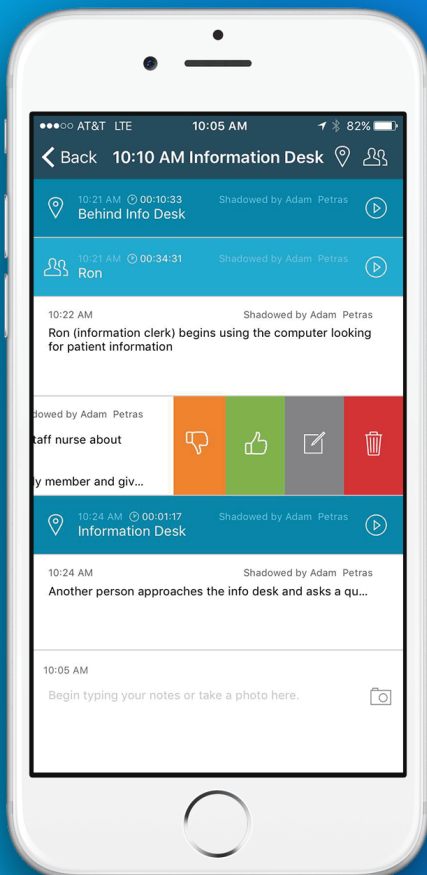 AT&T LTE 10:05 AM 82%
Back 10:10 AM Information Desk
10:21 AM 00:10:33 Shadowed by Adam Petras
Behind Info Desk
10:21 AM 00:34:31 Shadowed by Adam Petras
Ron
10:22 AM Shadowed by Adam Petras
Ron (information clerk) begins using the computer looking
for patient information
dowed by Adam Petras
taff nurse about
ly member and giv...
10:24 AM 00:01:17 Shadowed by Adam Petras
Information Desk
10:24 AM Shadowed by Adam Petras
Another person approaches the info desk and asks a qu...
10:05 AM
Begin typing your notes or take a photo here.